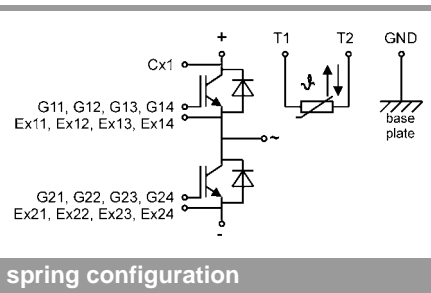 + T1 T2 GND
Cx1
ϑ
G11, G12, G13, G14
Ex11, Ex12, Ex13, Ex14
base
plate
~
G21, G22, G23, G24
Ex21, Ex22, Ex23, Ex24
-
spring configuration